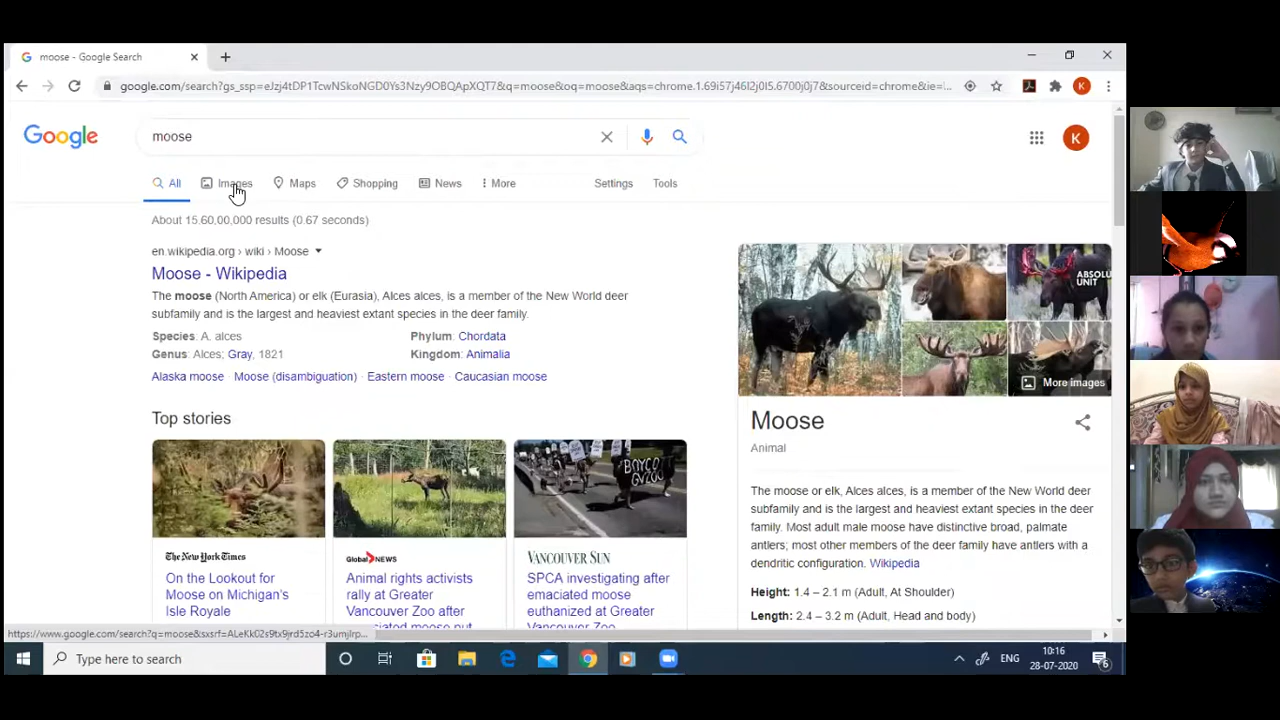 moose - Google Search
google.com/search?gs_ssp=eJzj4tDP1TcwNSkoNGD0Ys3Nzy9OBQApXQT7&q=moose&oq=moose&aqs=chrome.1.69i57j46l2j0l5.6700j0j7&sourceid=chrome&ie=...
Google
moose
K
All
Images
Maps
Shopping
News
More
Settings
Tools
About 15,60,00,000 results (0.67 seconds)
en.wikipedia.org › wiki › Moose
Moose - Wikipedia
The moose (North America) or elk (Eurasia), Alces alces, is a member of the New World deer
subfamily and is the largest and heaviest extant species in the deer family.
Species: A. alces
Phylum: Chordata
Genus: Alces; Gray, 1821
Kingdom: Animalia
Alaska moose · Moose (disambiguation) · Eastern moose · Caucasian moose
Top stories
BOYCO
GVZOO
The New York Times
On the Lookout for
Moose on Michigan's
Isle Royale
Global NEWS
Animal rights activists
rally at Greater
Vancouver Zoo after
emaciated moose put
VANCOUVER SUN
SPCA investigating after
emaciated moose
euthanized at Greater
Vancouver Zoo
ABSOLU
UNIT
More images
Moose
Animal
The moose or elk, Alces alces, is a member of the New World deer
subfamily and is the largest and heaviest extant species in the deer
family. Most adult male moose have distinctive broad, palmate
antlers; most other members of the deer family have antlers with a
dendritic configuration. Wikipedia
Height: 1.4 – 2.1 m (Adult, At Shoulder)
Length: 2.4 – 3.2 m (Adult, Head and body)
Type here to search
ENG
10:16
28-07-2020
6